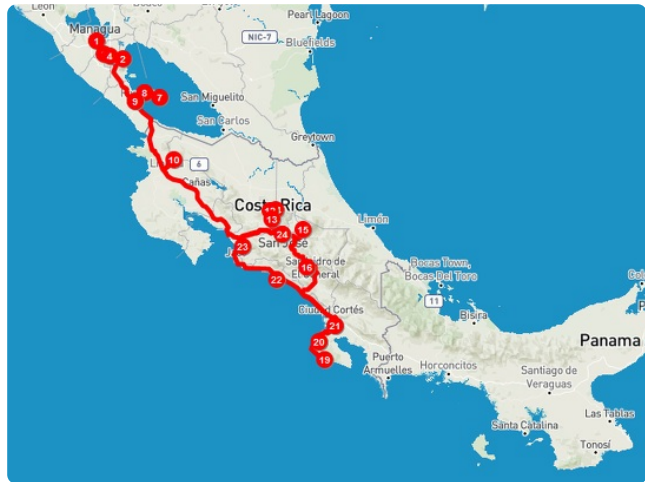 León
Managua
Pearl Lagoon
1
NIC-7
4
2
Bluefields
8
7
9
San Miguelito
San Carlos
Greytown
10
6
Cañas
Costa Rica
13
15
Limón
24
23
San José
16
San Isidro de
El General
Bocas Town,
Bocas Del Toro
22
11
Ciudad Cortés
21
Bisira
20
Panama
19
Puerto
Armuelles
Horconcitos
Santiago de
Veraguas
Las Tablas
Santa Catalina
Tonosí